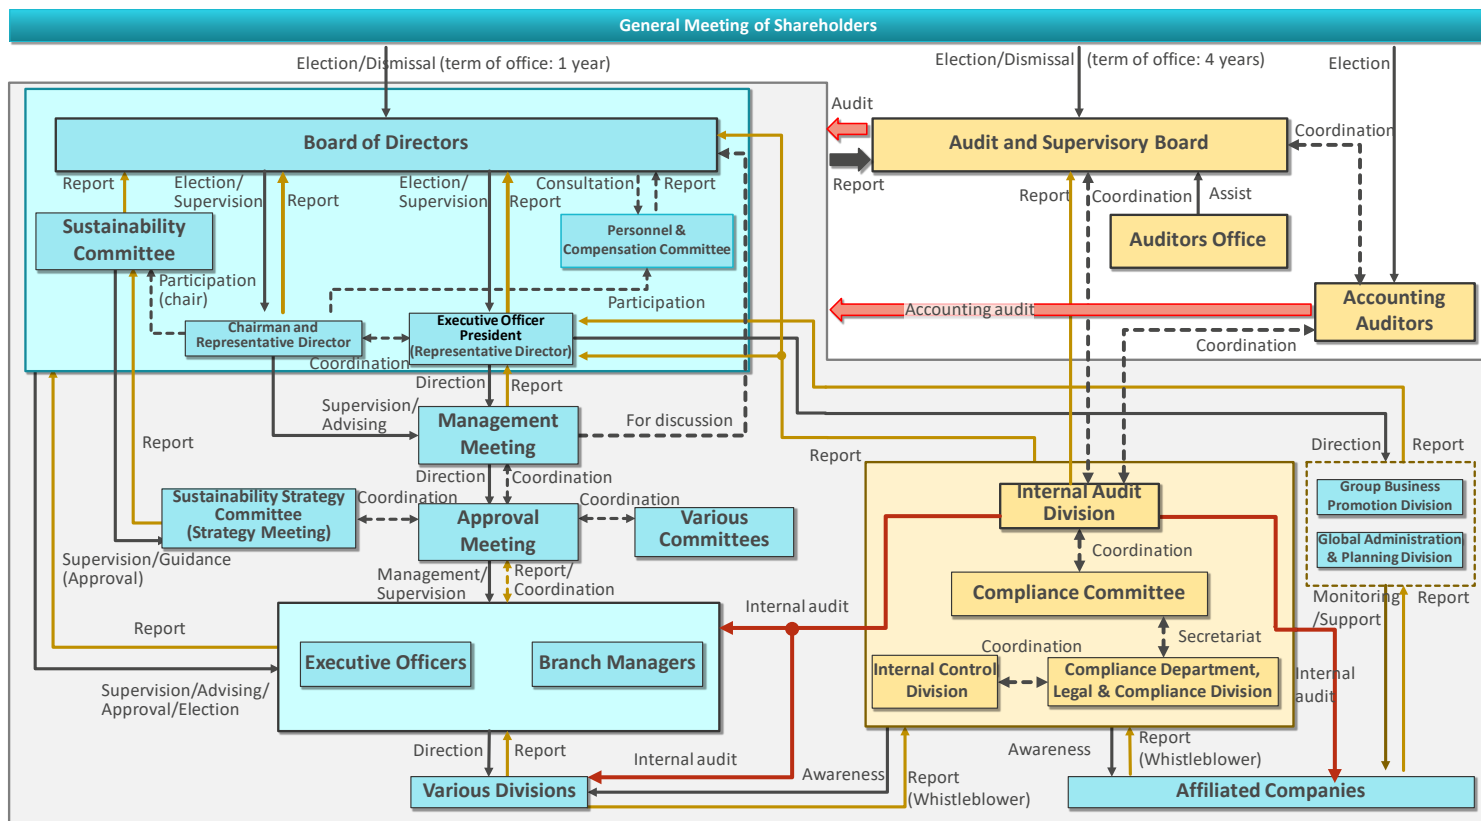 General Meeting of Shareholders
Election/Dismissal (term of office: 1 year)
Election/Dismissal (term of office: 4 years)
Election
Audit
Board of Directors
Audit and Supervisory Board
Coordination
Report
Report
Election/
Supervision
Report
Election/
Supervision
Report
Consultation
Report
Report
Coordination
Assist
Sustainability
Committee
Personnel &
Compensation Committee
Auditors Office
Participation
(chair)
Participation
Accounting audit
Accounting
Auditors
Chairman and
Representative Director
Executive Officer
President
(Representative Director)
Coordination
Coordination
Direction
Report
Supervision/
Advising
Management
Meeting
For discussion
Report
Direction
Coordination
Report
Direction
Report
Sustainability Strategy
Committee
(Strategy Meeting)
Coordination
Approval
Meeting
Coordination
Various
Committees
Internal Audit
Division
Group Business
Promotion Division
Global Administration
& Planning Division
Supervision/Guidance
(Approval)
Management/
Supervision
Report/
Coordination
Coordination
Compliance Committee
Monitoring
/Support
Report
Internal audit
Report
Secretariat
Coordination
Executive Officers
Branch Managers
Internal Control
Division
Compliance Department,
Legal & Compliance Division
Internal
audit
Supervision/Advising/
Approval/Election
Direction
Report
Internal audit
Awareness
Report
(Whistleblower)
Awareness
Report
(Whistleblower)
Various Divisions
Affiliated Companies